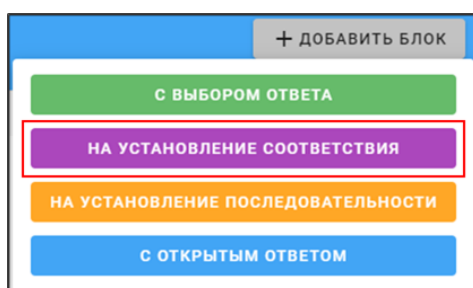 + ДОБАВИТЬ БЛОК
С ВЫБОРОМ ОТВЕТА
НА УСТАНОВЛЕНИЕ СООТВЕТСТВИЯ
НА УСТАНОВЛЕНИЕ ПОСЛЕДОВАТЕЛЬНОСТИ
С ОТКРЫТЫМ ОТВЕТОМ